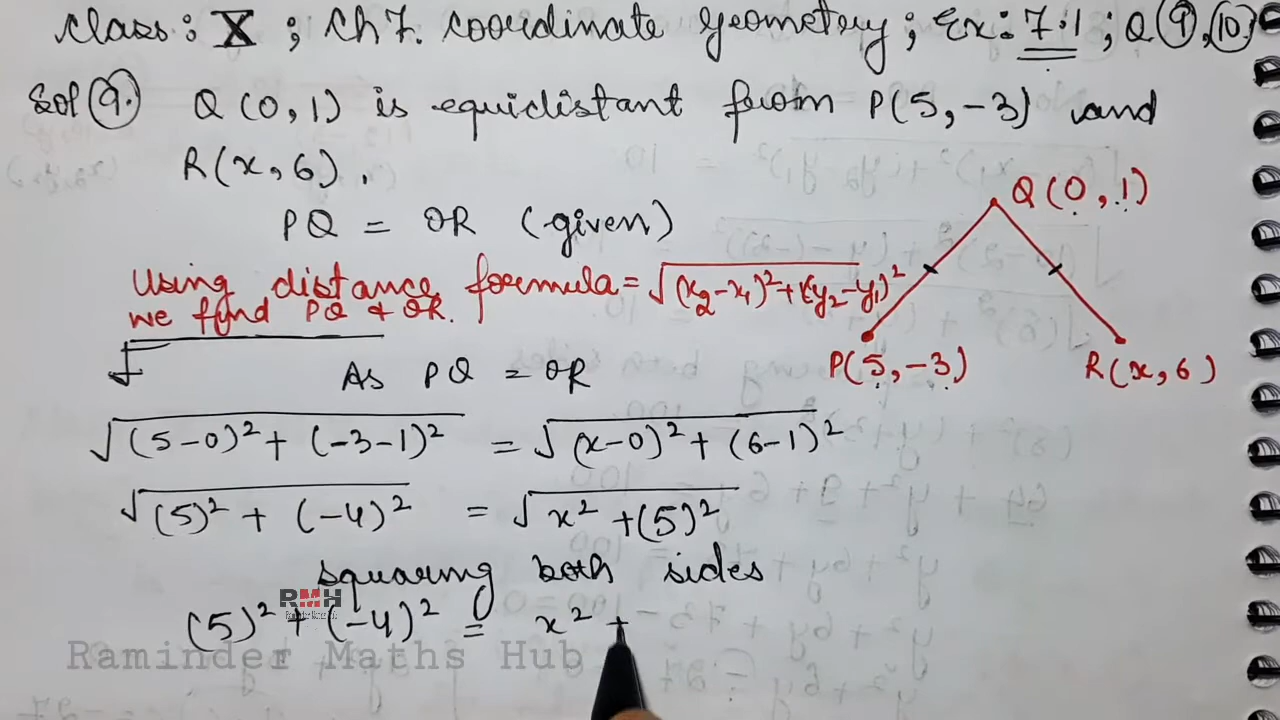 Class: X ; Ch 7. Coordinate Geometry ; Ex: 7.1 ; Q (9), (10)
Sol (9.) Q(0,1) is equidistant from P(5,-3) and
R(x,6).
PQ = QR (given)
Using distance formula = √(x₂-x₁)²+(y₂-y₁)²
we find PQ & QR.
Q(0,1)
P(5,-3)
R(x,6)
As PQ = QR
√(5-0)² + (-3-1)² = √(x-0)² + (6-1)²
√(5)² + (-4)² = √x² + (5)²
squaring both sides
(5)² + (-4)² = x² +
RMH
Raminder Maths Hub